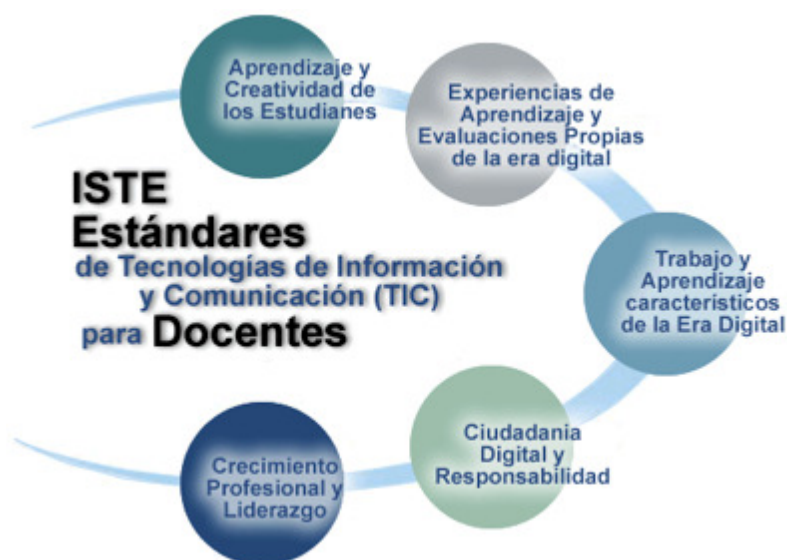 Aprendizaje y
Creatividad de
los Estudianes
Experiencias de
Aprendizaje y
Evaluaciones Propias
de la era digital
ISTE
Estándares
de Tecnologías de Información
y Comunicación (TIC)
para Docentes
Trabajo y
Aprendizaje
característicos
de la Era Digital
Ciudadania
Digital y
Responsabilidad
Crecimiento
Profesional y
Liderazgo